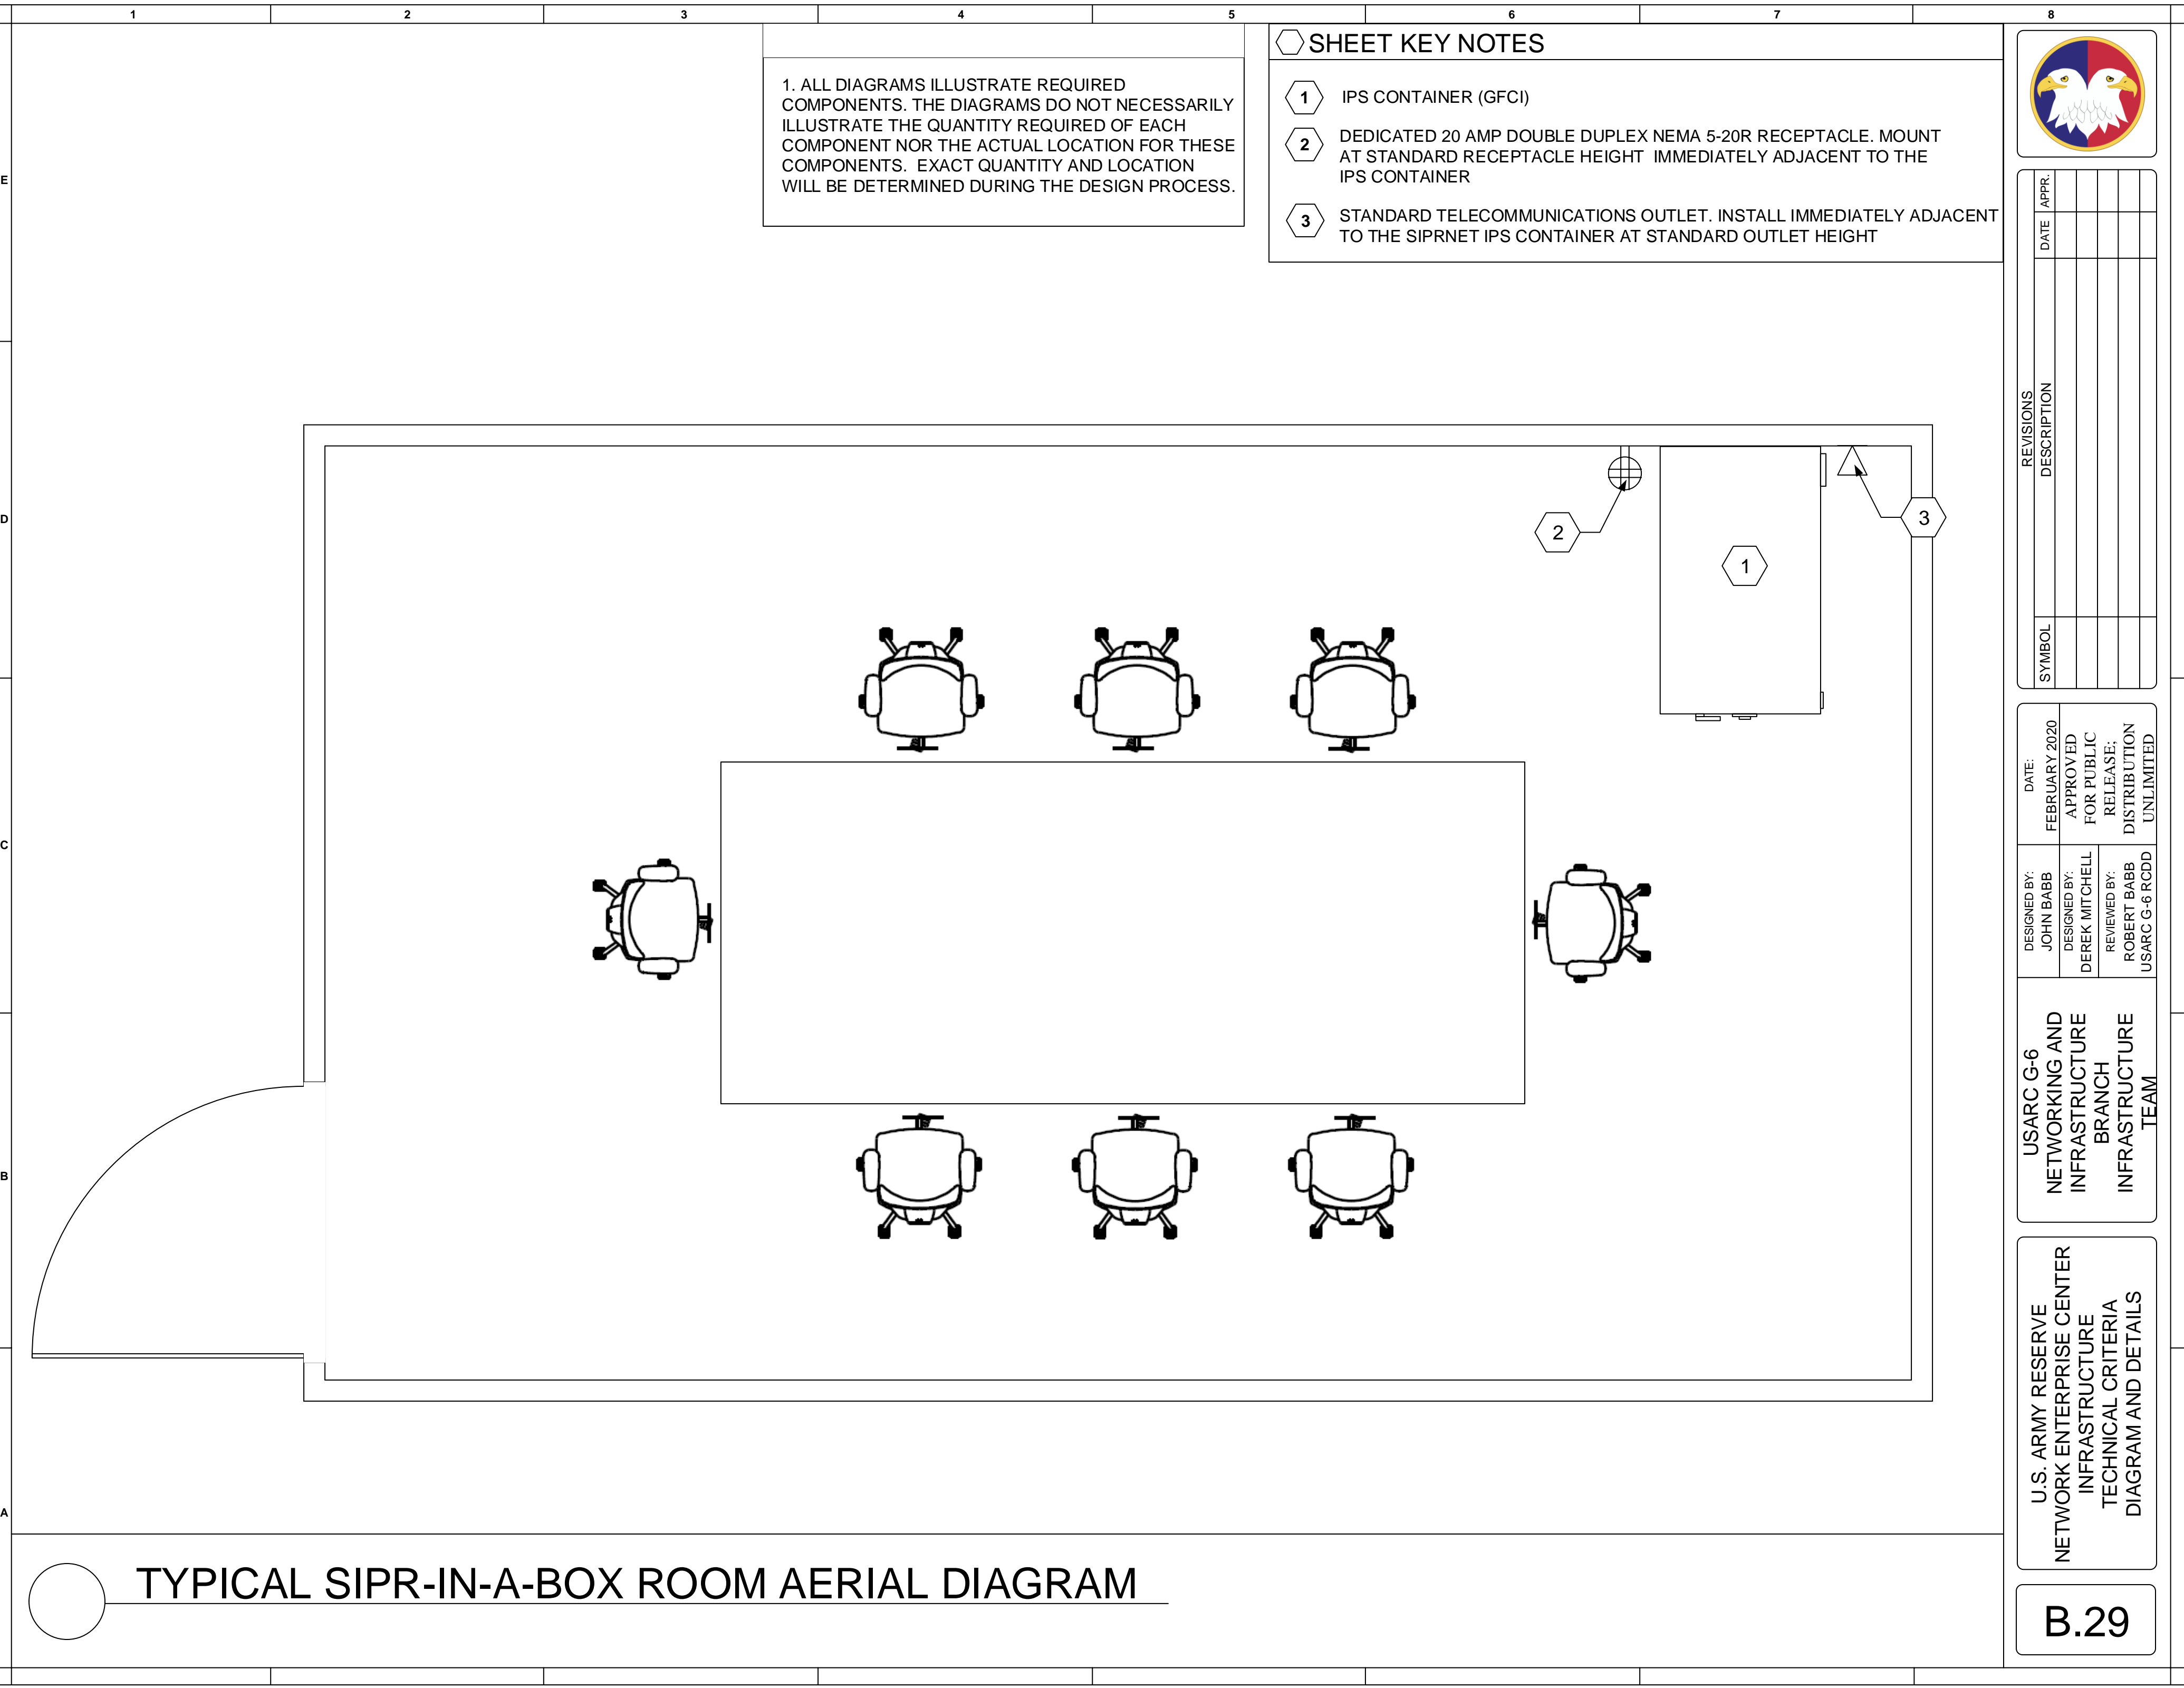 1 2 3 4 5 6 7 8
1. ALL DIAGRAMS ILLUSTRATE REQUIRED
COMPONENTS. THE DIAGRAMS DO NOT NECESSARILY
ILLUSTRATE THE QUANTITY REQUIRED OF EACH
COMPONENT NOR THE ACTUAL LOCATION FOR THESE
COMPONENTS. EXACT QUANTITY AND LOCATION
WILL BE DETERMINED DURING THE DESIGN PROCESS.
SHEET KEY NOTES
1 IPS CONTAINER (GFCI)
2 DEDICATED 20 AMP DOUBLE DUPLEX NEMA 5-20R RECEPTACLE. MOUNT
AT STANDARD RECEPTACLE HEIGHT IMMEDIATELY ADJACENT TO THE
IPS CONTAINER
3 STANDARD TELECOMMUNICATIONS OUTLET. INSTALL IMMEDIATELY ADJACENT
TO THE SIPRNET IPS CONTAINER AT STANDARD OUTLET HEIGHT
E
D
C
B
A
2
1
3
REVISIONS
SYMBOL DESCRIPTION DATE APPR.
DATE:
FEBRUARY 2020
APPROVED
FOR PUBLIC
RELEASE;
DISTRIBUTION
UNLIMITED
DESIGNED BY:
JOHN BABB
DESIGNED BY:
DEREK MITCHELL
REVIEWED BY:
ROBERT BABB
USARC G-6 RCDD
USARC G-6
NETWORKING AND
INFRASTRUCTURE
BRANCH
INFRASTRUCTURE
TEAM
U.S. ARMY RESERVE
NETWORK ENTERPRISE CENTER
INFRASTRUCTURE
TECHNICAL CRITERIA
DIAGRAM AND DETAILS
TYPICAL SIPR-IN-A-BOX ROOM AERIAL DIAGRAM
B.29